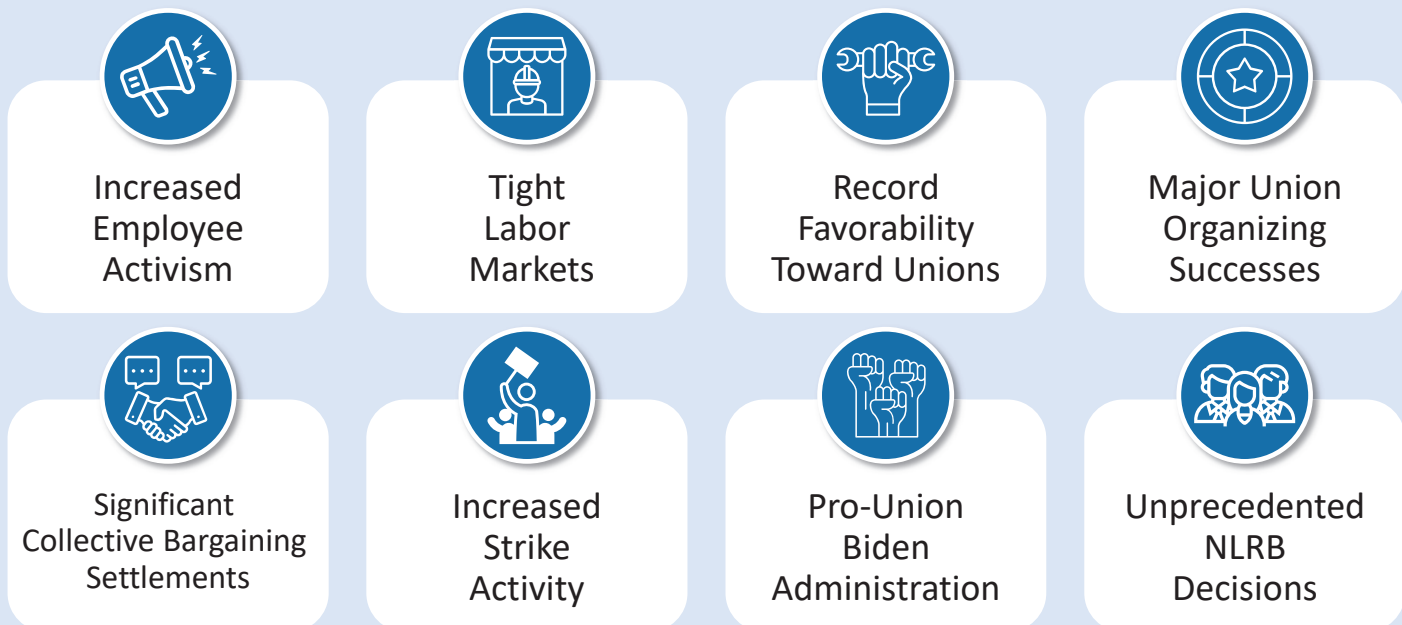 Increased
Employee
Activism
Tight
Labor
Markets
Record
Favorability
Toward Unions
Major Union
Organizing
Successes
Significant
Collective Bargaining
Settlements
Increased
Strike
Activity
Pro-Union
Biden
Administration
Unprecedented
NLRB
Decisions